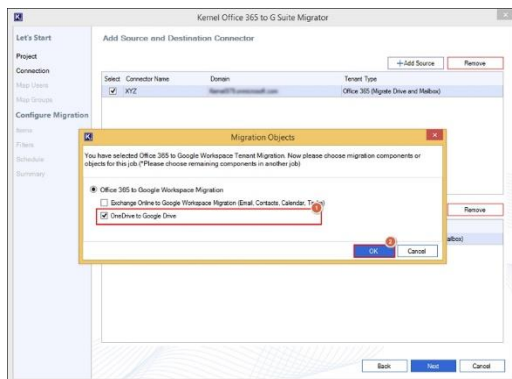 Kernel Office 365 to G Suite Migrator
Let's Start
Project
Connection
Map Users
Map Groups
Configure Migration
Items
Filters
Schedule
Summary
Add Source and Destination Connector
+Add Source
Remove
Select Connector Name Domain Tenant Type
XYZ Office 365 (Migrate Drive and Mailbox)
Migration Objects
You have selected Office 365 to Google Workspace Tenant Migration. Now please choose migration components or
objects for this job.(*Please choose remaining components in another job)
Office 365 to Google Workspace Migration
Exchange Online to Google Workspace Migration (Email, Contacts, Calendar,
1
OneDrive to Google Drive
2
OK
Cancel
Remove
Back
Next
Cancel